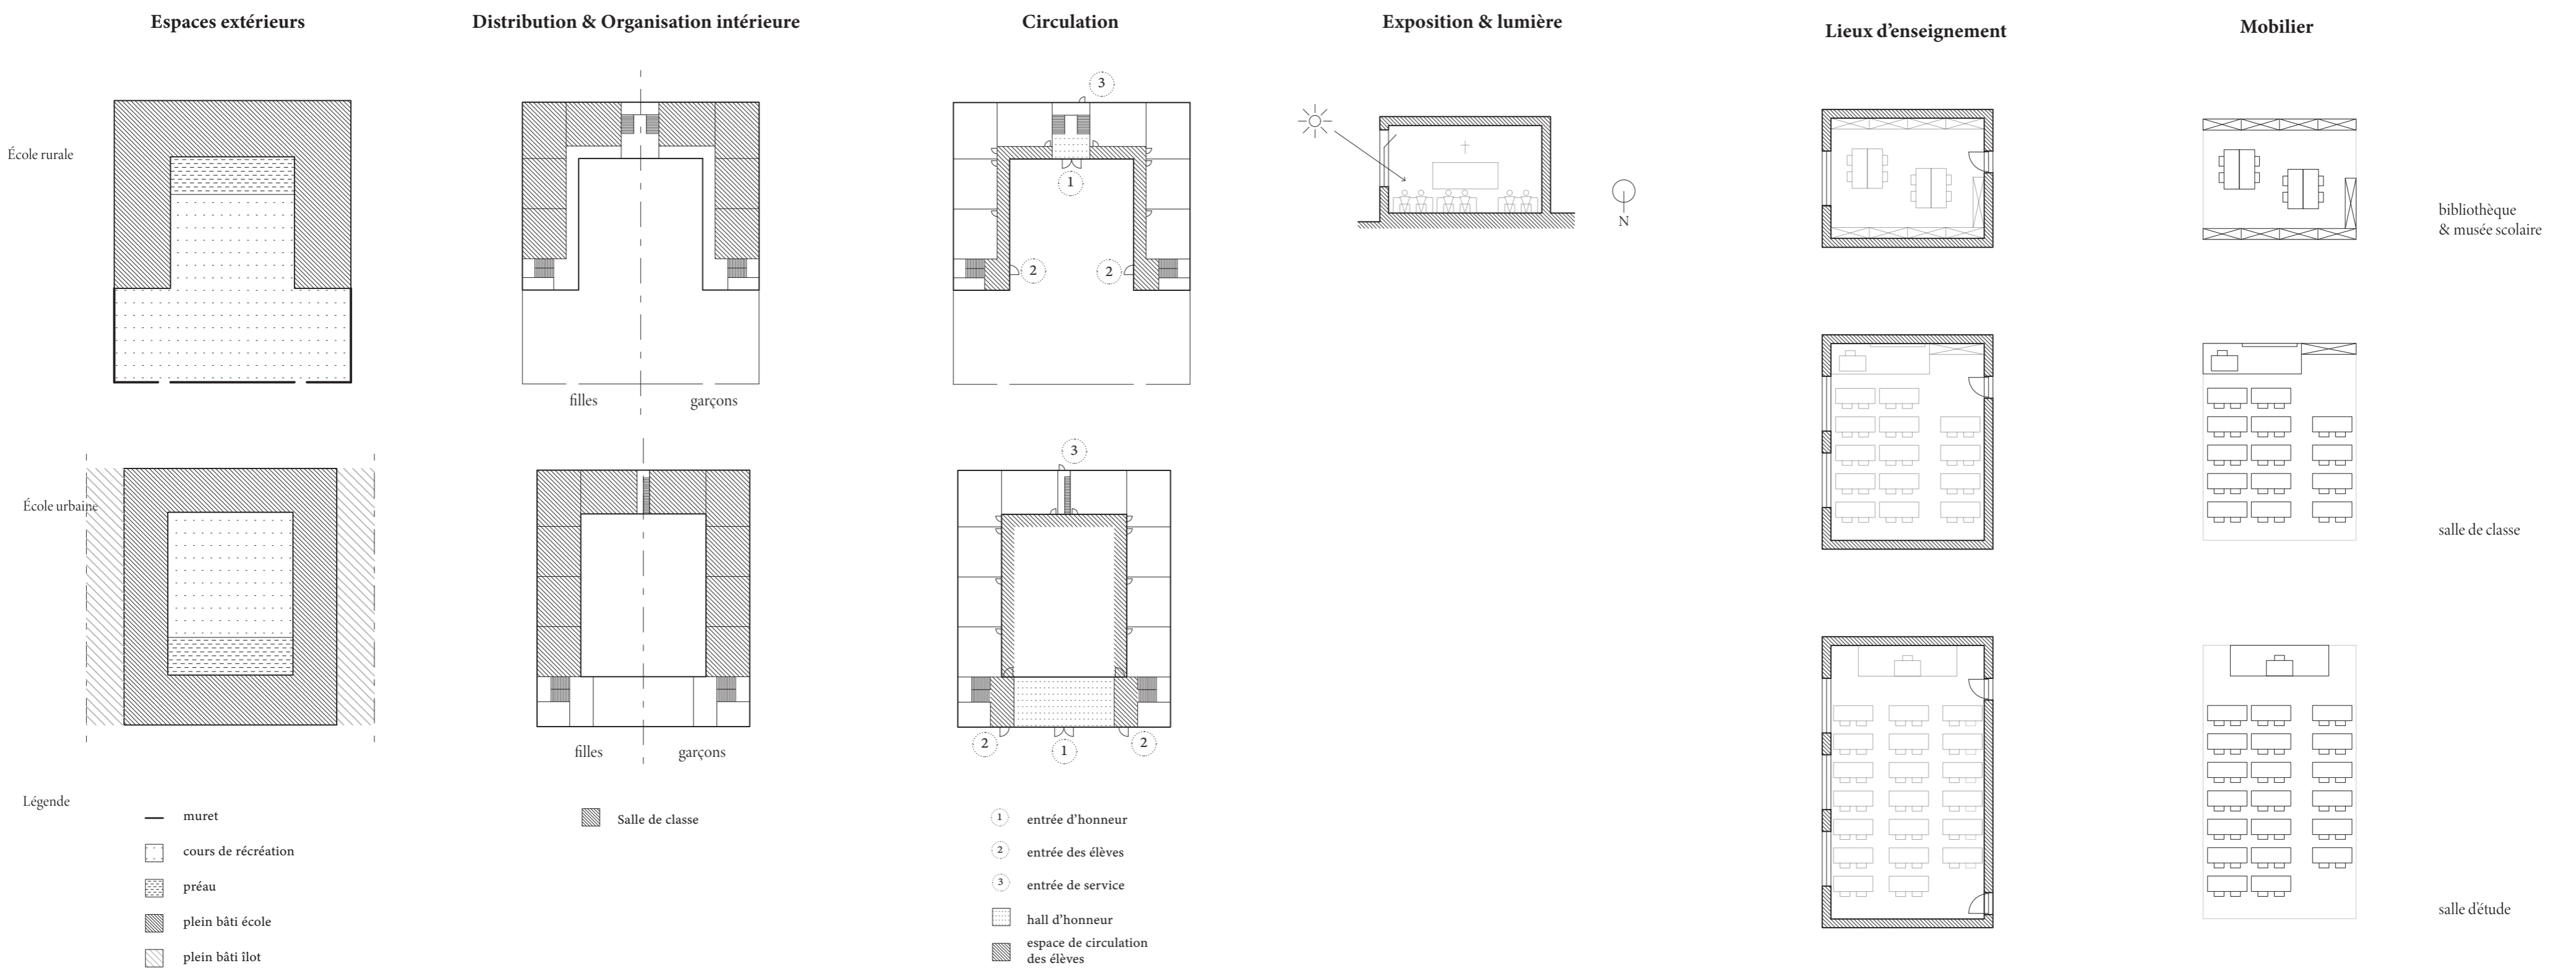 Espaces extérieurs
Distribution & Organisation intérieure
Circulation
Exposition & lumière
Lieux d'enseignement
Mobilier
École rurale
3
1
2
2
N
bibliothèque
& musée scolaire
filles
garçons
École urbaine
3
salle de classe
2
1
2
filles
garçons
Légende
muret
cours de récréation
préau
plein bâti école
plein bâti îlot
Salle de classe
1 entrée d'honneur
2 entrée des élèves
3 entrée de service
hall d'honneur
espace de circulation
des élèves
salle d'étude